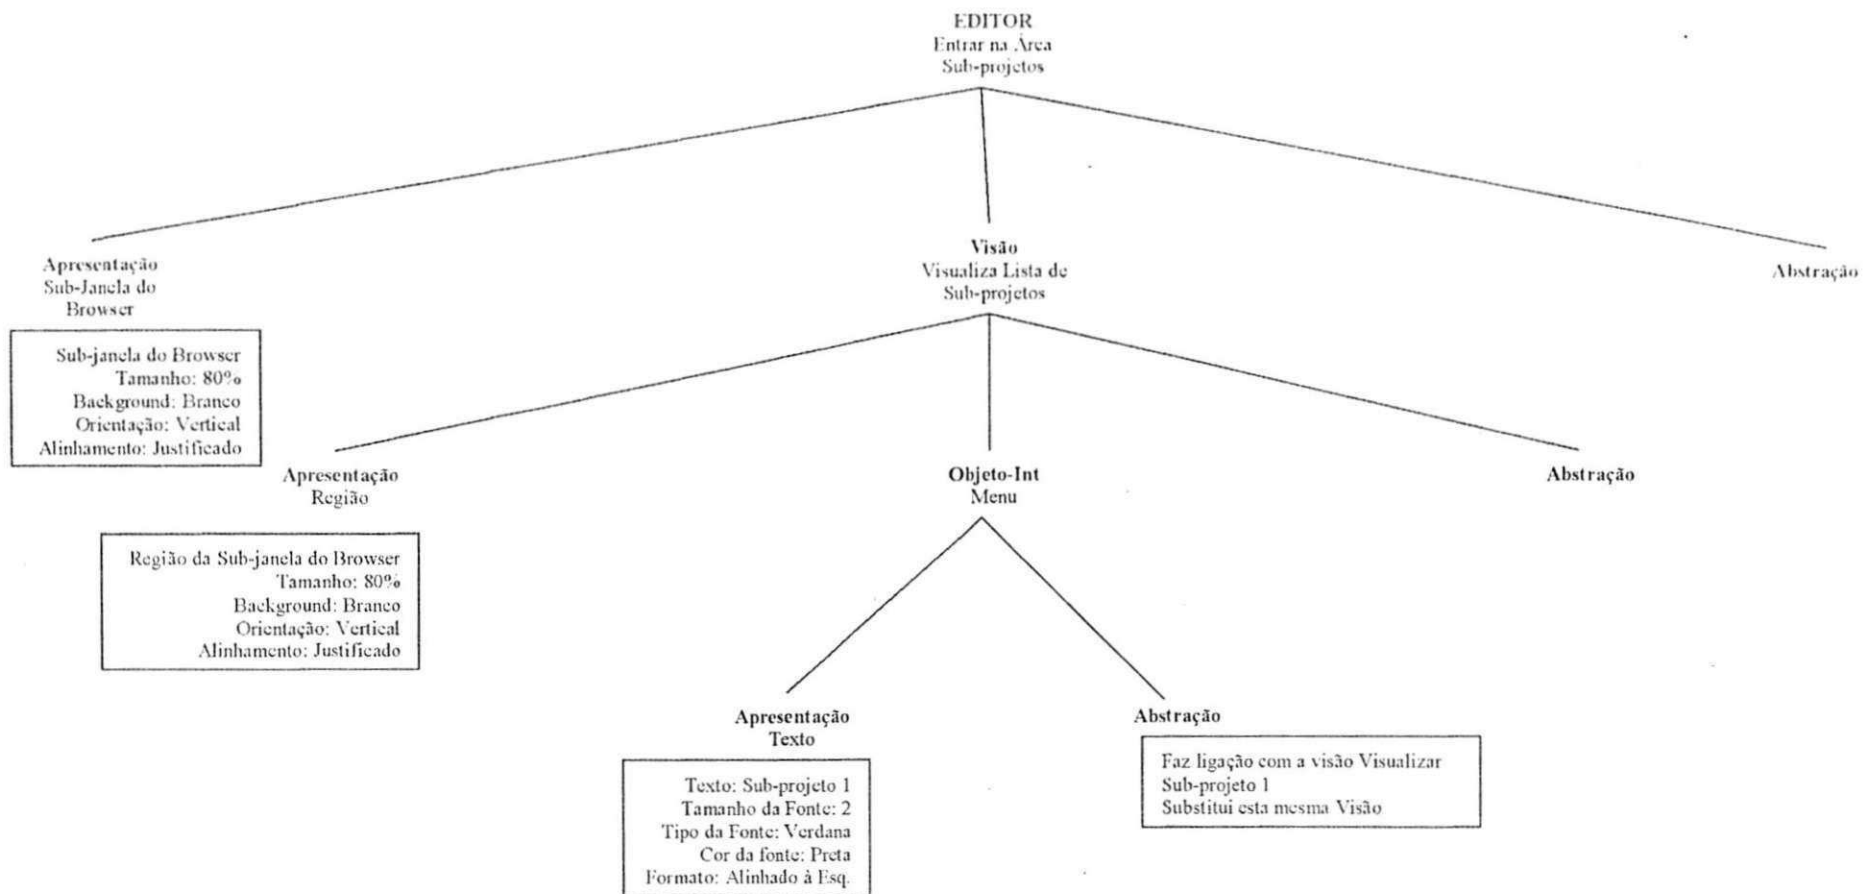 EDITOR
Entrar na Área
Sub-projetos
Apresentação
Sub-Janela do
Browser
Sub-janela do Browser
Tamanho: 80%
Background: Branco
Orientação: Vertical
Alinhamento: Justificado
Visão
Visualiza Lista de
Sub-projetos
Abstração
Apresentação
Região
Região da Sub-janela do Browser
Tamanho: 80%
Background: Branco
Orientação: Vertical
Alinhamento: Justificado
Objeto-Int
Menu
Abstração
Apresentação
Texto
Texto: Sub-projeto 1
Tamanho da Fonte: 2
Tipo da Fonte: Verdana
Cor da fonte: Preta
Formato: Alinhado à Esq.
Abstração
Faz ligação com a visão Visualizar
Sub-projeto 1
Substitui esta mesma Visão